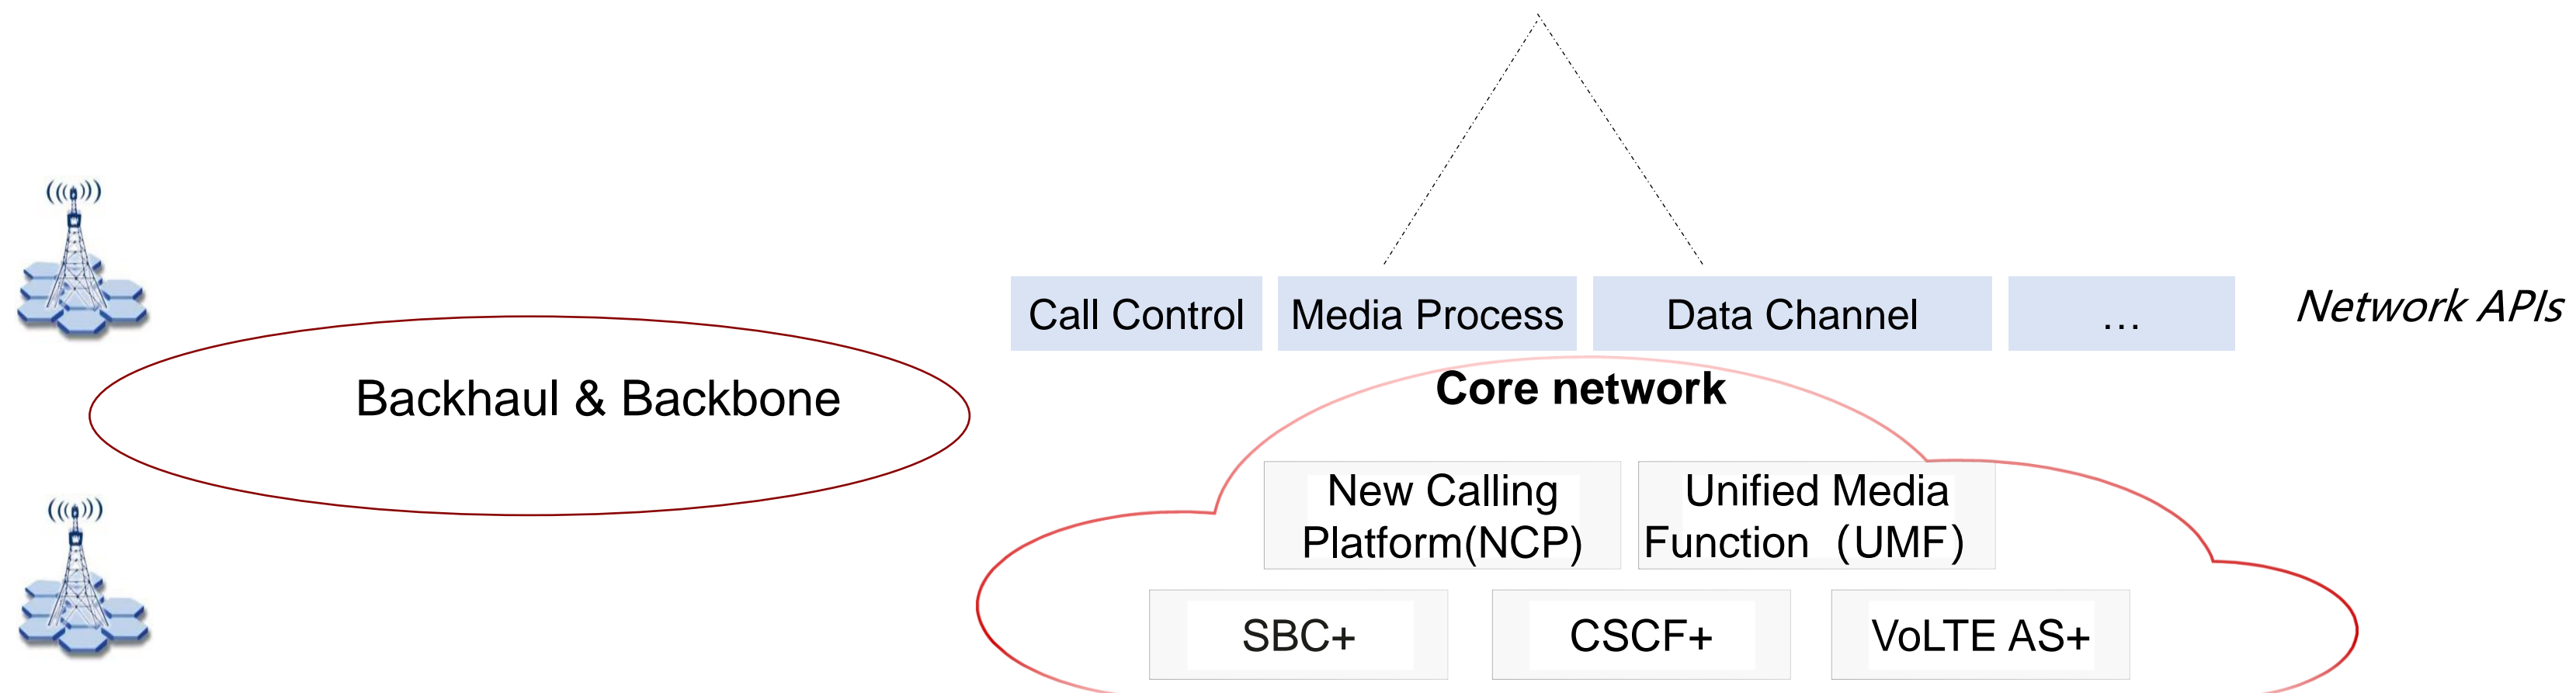 Call Control
Media Process
Data Channel
…
Network APIs
Backhaul & Backbone
Core network
New Calling
Platform(NCP)
Unified Media
Function（UMF）
SBC+
CSCF+
VoLTE AS+